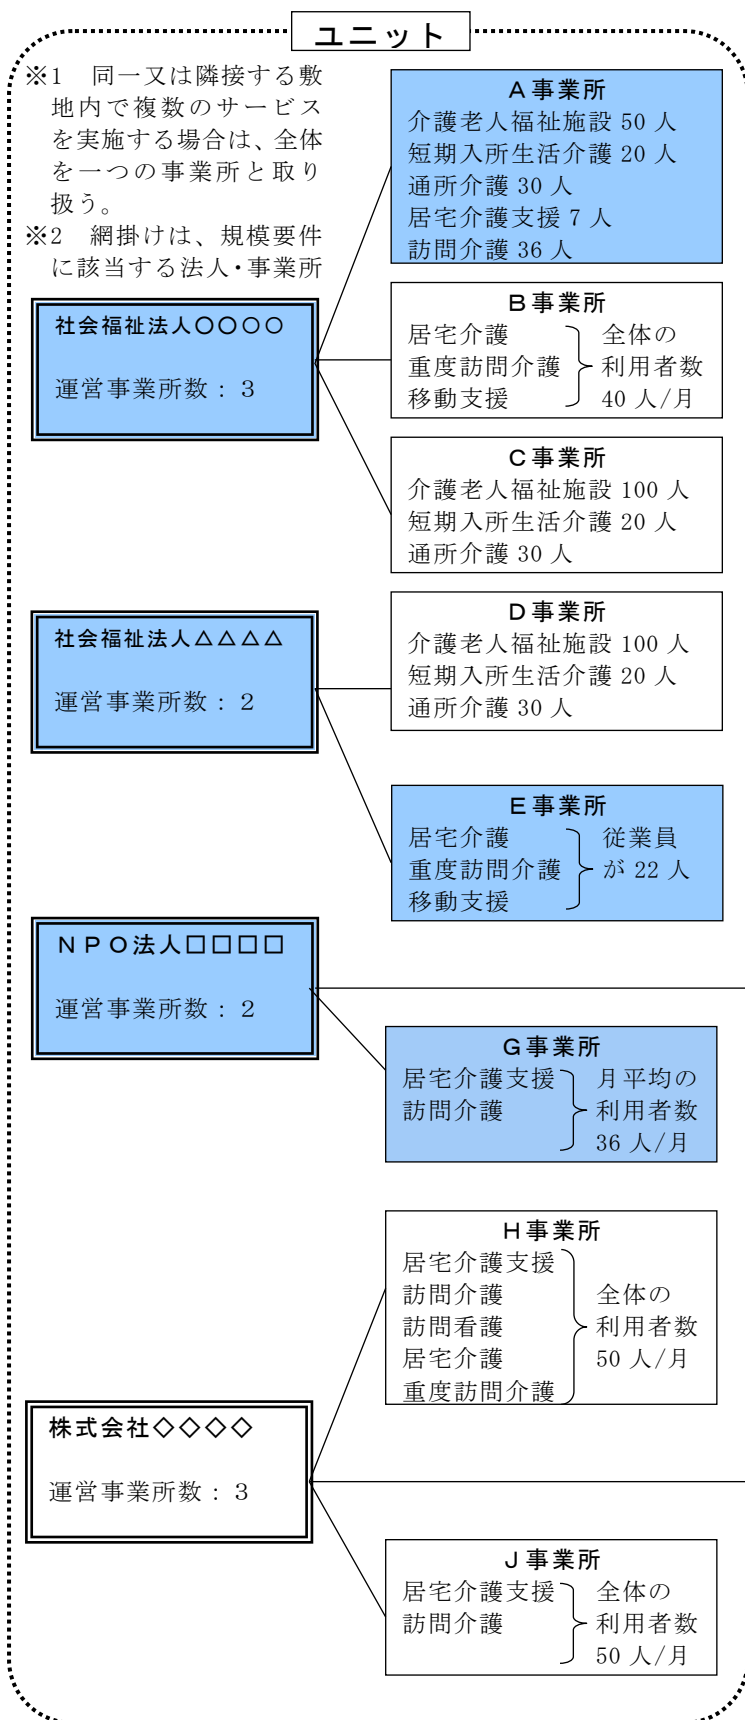 ユニット
※1　同一又は隣接する敷
地内で複数のサービス
を実施する場合は、全体
を一つの事業所と取り
扱う。
※2　網掛けは、規模要件
に該当する法人・事業所
A事業所
介護老人福祉施設 50 人
短期入所生活介護 20 人
通所介護 30 人
居宅介護支援 7 人
訪問介護 36 人
社会福祉法人〇〇〇〇
運営事業所数：3
B事業所
居宅介護
重度訪問介護
移動支援
全体の
利用者数
40 人/月
C事業所
介護老人福祉施設 100 人
短期入所生活介護 20 人
通所介護 30 人
社会福祉法人△△△△
運営事業所数：2
D事業所
介護老人福祉施設 100 人
短期入所生活介護 20 人
通所介護 30 人
E事業所
居宅介護
重度訪問介護
移動支援
従業員
が 22 人
ＮＰＯ法人□□□□
運営事業所数：2
G事業所
居宅介護支援
訪問介護
月平均の
利用者数
36 人/月
H事業所
居宅介護支援
訪問介護
訪問看護
居宅介護
重度訪問介護
全体の
利用者数
50 人/月
株式会社◇◇◇◇
運営事業所数：3
J事業所
居宅介護支援
訪問介護
全体の
利用者数
50 人/月